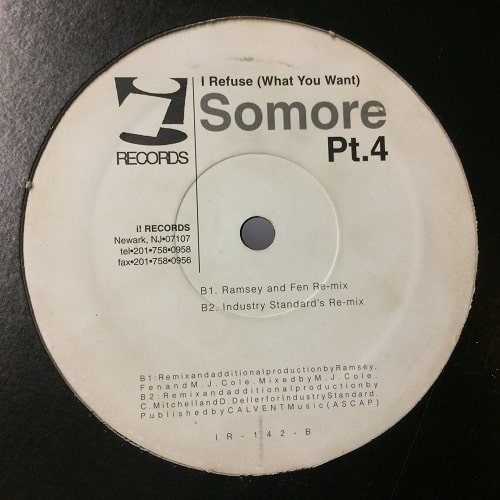 I Refuse (What You Want)
Somore
Pt.4
i!
RECORDS
i! RECORDS
Newark, NJ•07107
tel•201•758•0958
fax•201•758•0956
B1. Ramsey and Fen Re-mix
B2. Industry Standard's Re-mix
B1:RemixandadditionalproductionbyRamsey,
FenandM.J.Cole.MixedbyM.J.Cole.
B2:Remixandadditionalproductionby
C.MitchellandD.DellerforIndustryStandard.
PublishedbyCALVENTMusic(ASCAP)
IR-142-B